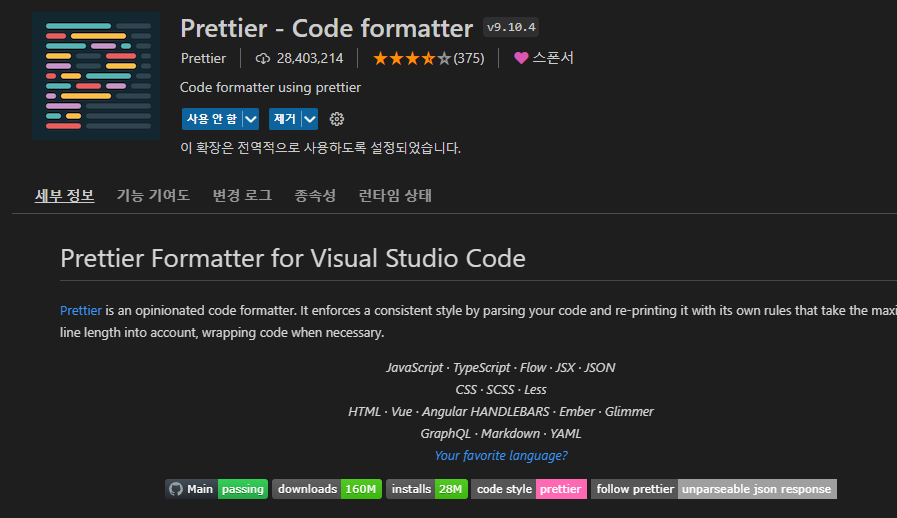 Prettier - Code formatter v9.10.4
Prettier 28,403,214 (375) 스폰서
Code formatter using prettier
사용 안 함 제거
이 확장은 전역적으로 사용하도록 설정되었습니다.
세부 정보 기능 기여도 변경 로그 종속성 런타임 상태
Prettier Formatter for Visual Studio Code
Prettier is an opinionated code formatter. It enforces a consistent style by parsing your code and re-printing it with its own rules that take the maxi
line length into account, wrapping code when necessary.
JavaScript · TypeScript · Flow · JSX · JSON
CSS · SCSS · Less
HTML · Vue · Angular HANDLEBARS · Ember · Glimmer
GraphQL · Markdown · YAML
Your favorite language?
Main passing downloads 160M installs 28M code style prettier follow prettier unparseable json response